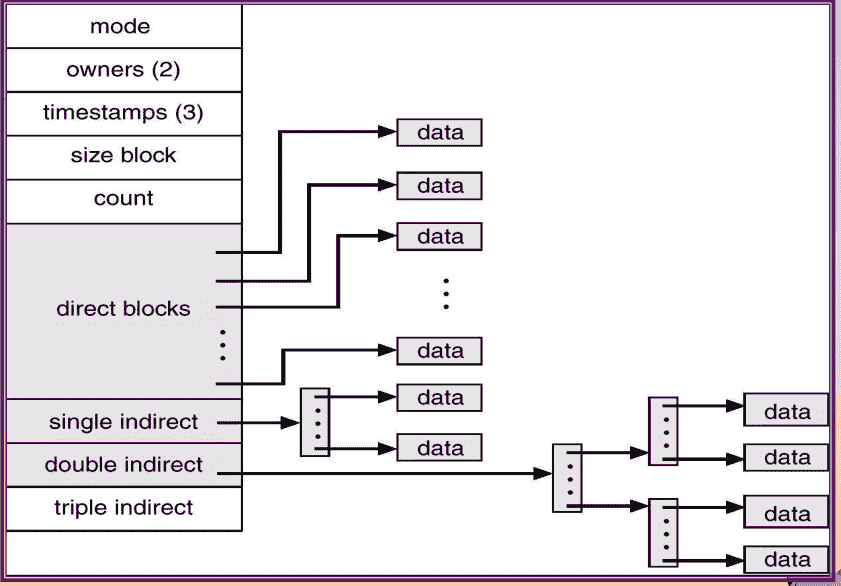 mode
owners (2)
timestamps (3)
size block
count
direct blocks
single indirect
double indirect
triple indirect
data
data
data
data
data
data
data
data
data
data